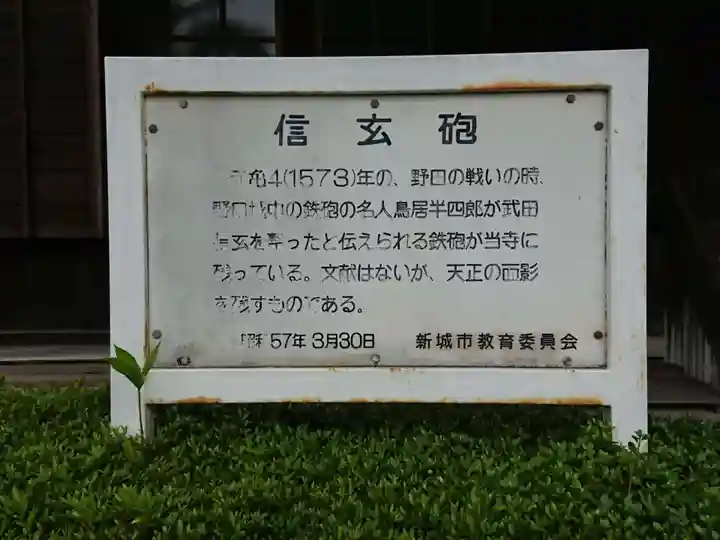 信玄砲
元亀4(1573)年の、野田の戦いの時、
野田城中の鉄砲の名人鳥居半四郎が武田
信玄を撃ったと伝えられる鉄砲が当寺に
残っている。文献はないが、天正の面影
を残すものである。
昭和57年3月30日 新城市教育委員会